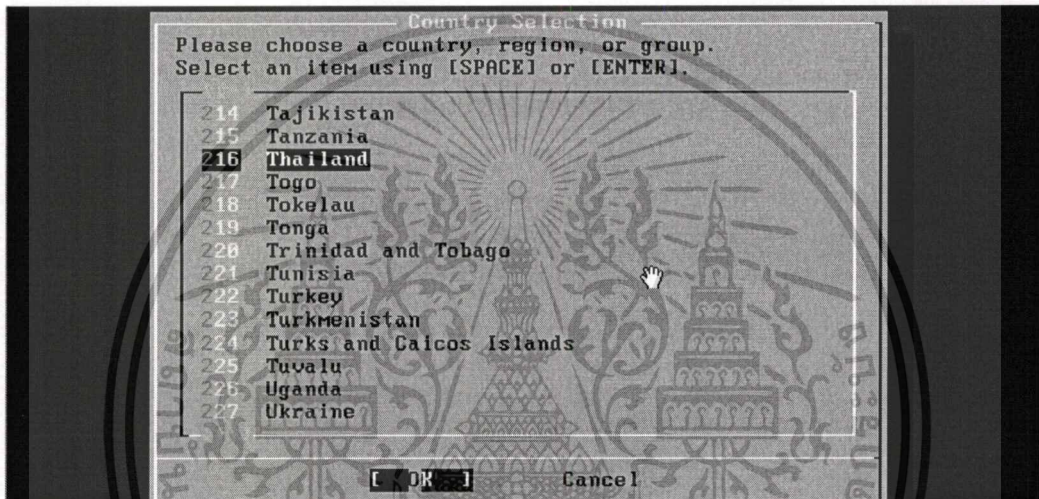 Country Selection
Please choose a country, region, or group.
Select an item using [SPACE] or [ENTER].
214 Tajikistan
215 Tanzania
216 Thailand
217 Togo
218 Tokelau
219 Tonga
220 Trinidad and Tobago
221 Tunisia
222 Turkey
223 Turkmenistan
224 Turks and Caicos Islands
225 Tuvalu
226 Uganda
227 Ukraine
[ OK ] Cancel